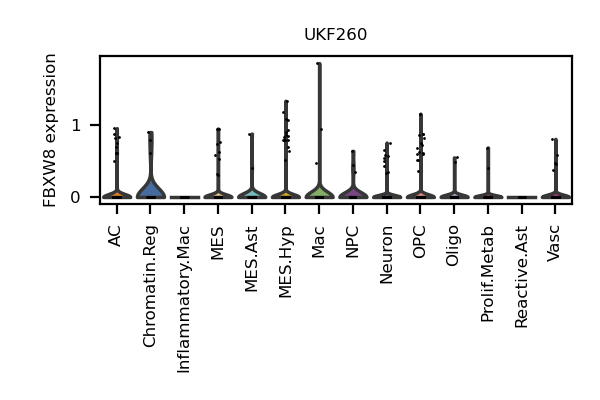 UKF260
FBXW8 expression
1
0
AC
Chromatin.Reg
Inflammatory.Mac
MES
MES.Ast
MES.Hyp
Mac
NPC
Neuron
OPC
Oligo
Prolif.Metab
Reactive.Ast
Vasc